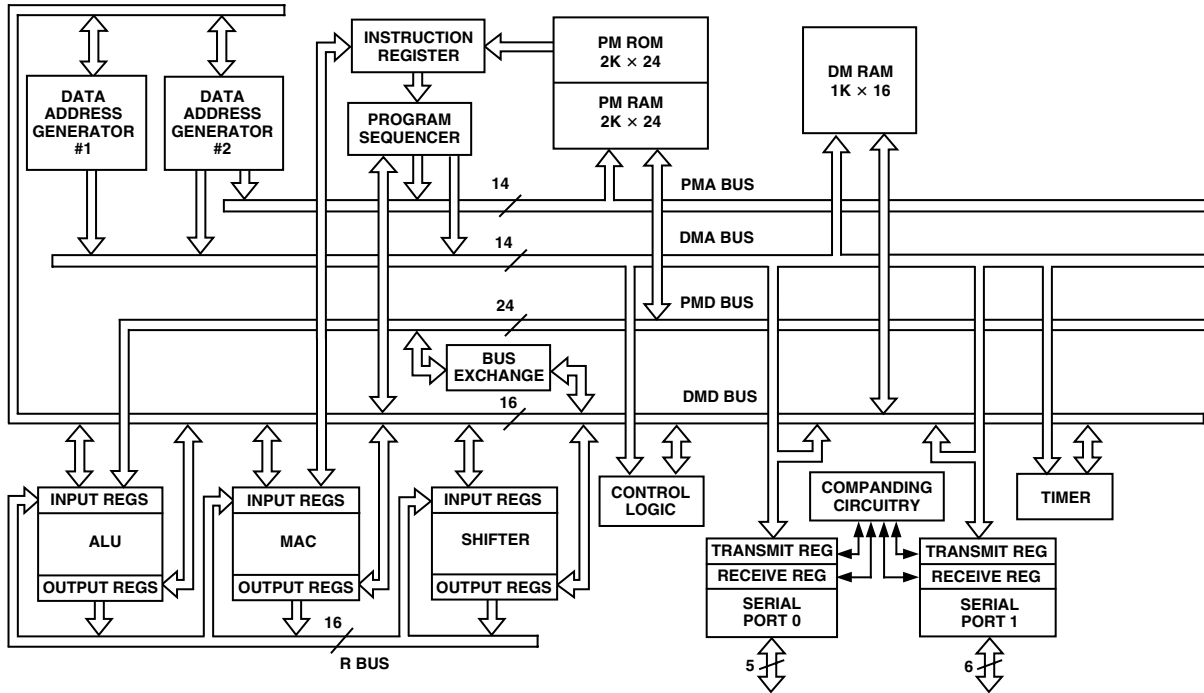 INSTRUCTION
REGISTER
PM ROM
2K × 24
DM RAM
1K × 16
DATA
ADDRESS
GENERATOR
#1
DATA
ADDRESS
GENERATOR
#2
PM RAM
2K × 24
PROGRAM
SEQUENCER
14
PMA BUS
14
DMA BUS
24
PMD BUS
BUS
EXCHANGE
16
DMD BUS
INPUT REGS
ALU
OUTPUT REGS
INPUT REGS
MAC
OUTPUT REGS
INPUT REGS
SHIFTER
OUTPUT REGS
CONTROL
LOGIC
COMPANDING
CIRCUITRY
TIMER
TRANSMIT REG
RECEIVE REG
SERIAL
PORT 0
TRANSMIT REG
RECEIVE REG
SERIAL
PORT 1
16
R BUS
5
6